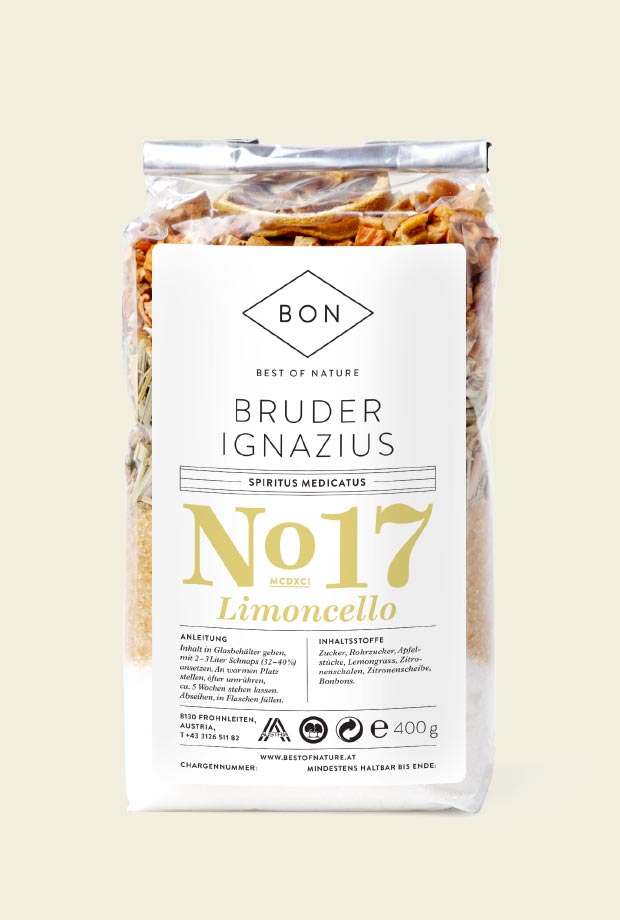 BON
BEST OF NATURE
BRUDER
IGNAZIUS
SPIRITUS MEDICATUS
No17
MCDXCI
Limoncello
ANLEITUNG
Inhalt in Glasbehälter geben,
mit 2–3 Liter Schnaps (32–40%)
ansetzen. An warmen Platz
stellen, öfter umrühren,
ca. 5 Wochen stehen lassen.
Abseihen, in Flaschen füllen.
INHALTSSTOFFE
Zucker, Rohrzucker, Apfel-
stücke, Lemongrass, Zitro-
nenschalen, Zitronenscheibe,
Bonbons.
8130 FROHNLEITEN,
AUSTRIA,
T +43 3126 511 82
AUSTRIA
e 400g
WWW.BESTOFNATURE.AT
CHARGENNUMMER:
MINDESTENS HALTBAR BIS ENDE: